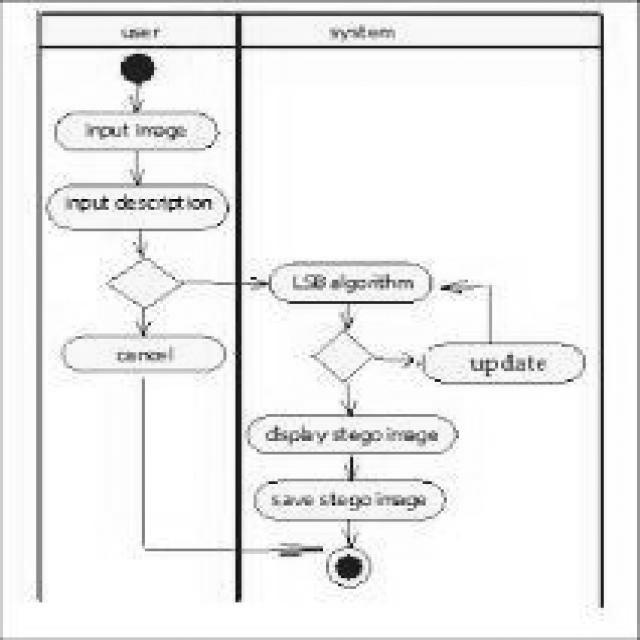 user
system
input image
input description
LSB algorithm
cancel
update
display stego image
save stego image